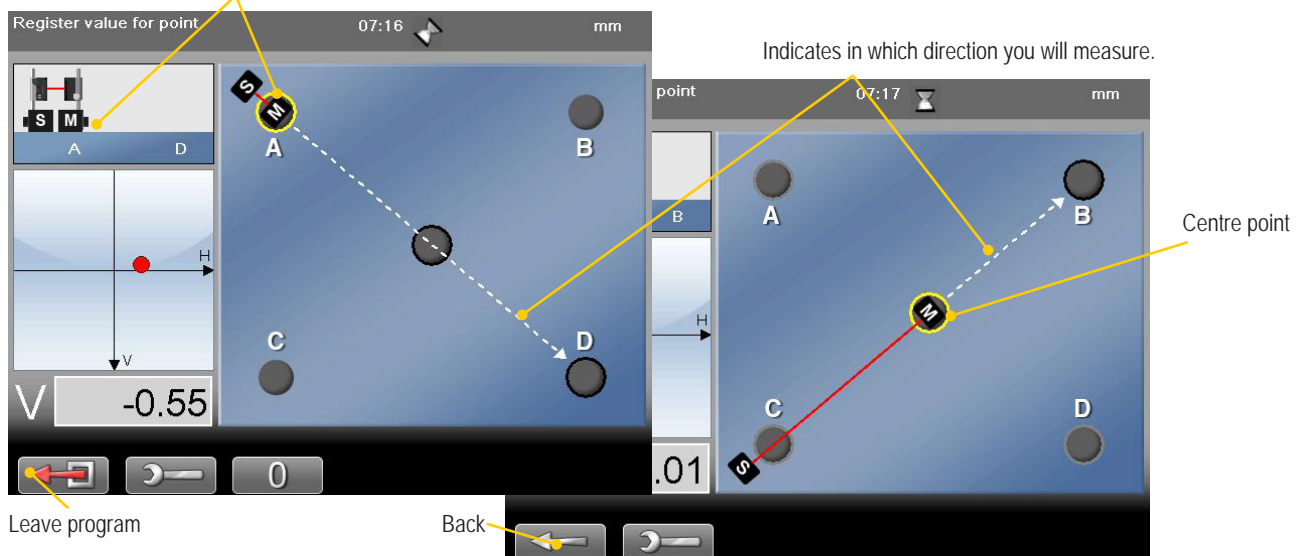 Register value for point
07:16
mm
Indicates in which direction you will measure.
S M
A D
S
M
A
B
H
V
C
D
V -0.55
0
Leave program
point
07:17
mm
B
A
B
Centre point
M
H
C
D
S
.01
Back